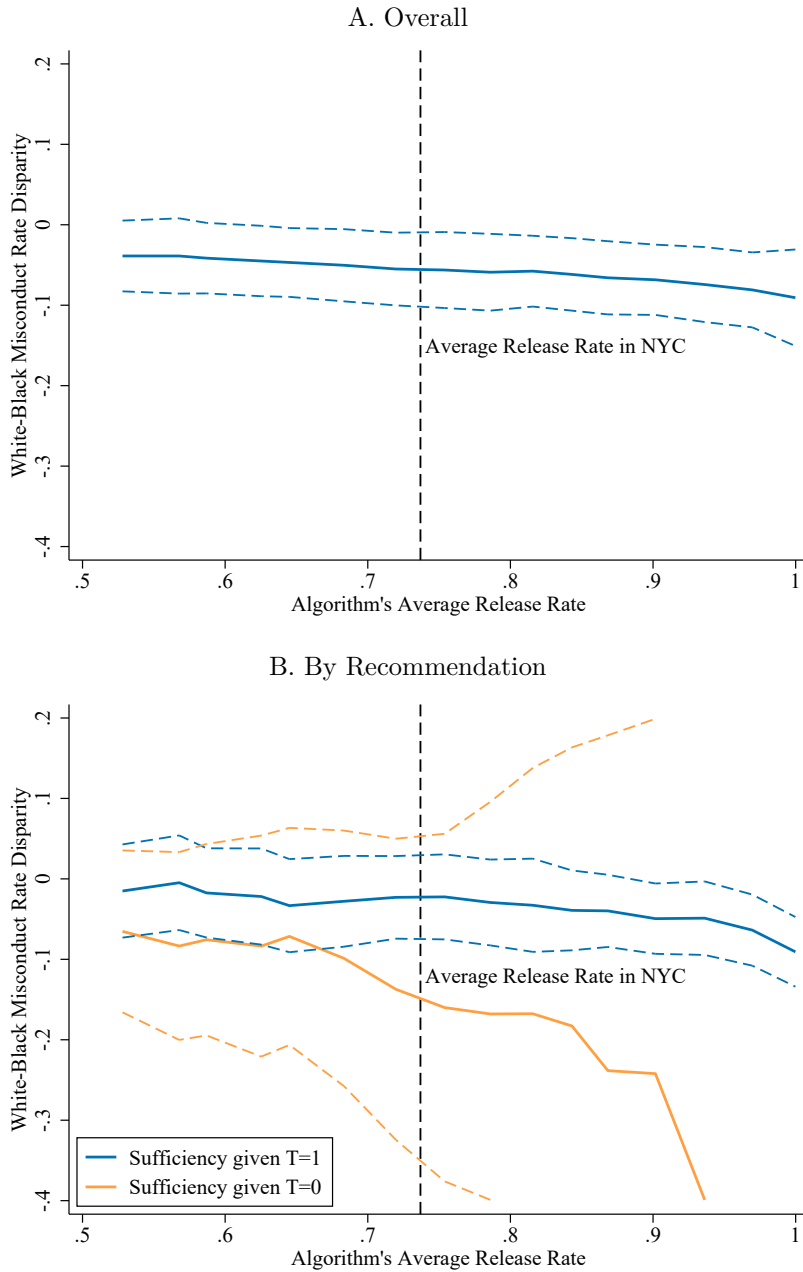 A. Overall
White-Black Misconduct Rate Disparity
.2
.1
0
-.1
-.2
-.3
-.4
Average Release Rate in NYC
.5
.6
.7
.8
.9
1
Algorithm's Average Release Rate
B. By Recommendation
White-Black Misconduct Rate Disparity
.2
.1
0
-.1
-.2
-.3
-.4
Average Release Rate in NYC
Sufficiency given T=1
Sufficiency given T=0
.5
.6
.7
.8
.9
1
Algorithm's Average Release Rate